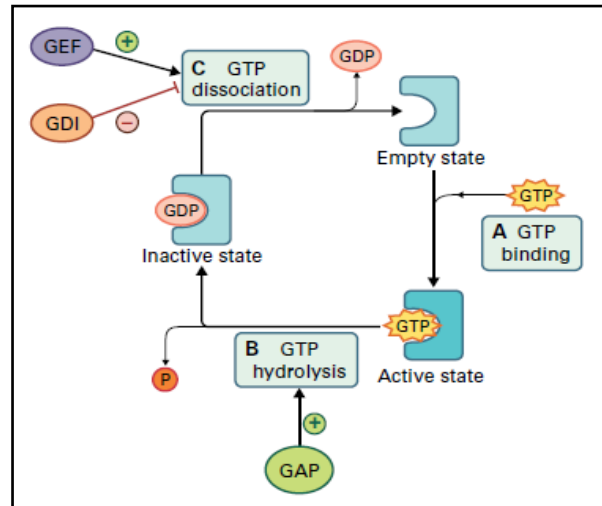 GEF
+
C GTP
dissociation
GDP
GDI
−
Empty state
GDP
GTP
Inactive state
A GTP
binding
GTP
P
B GTP
hydrolysis
Active state
+
GAP